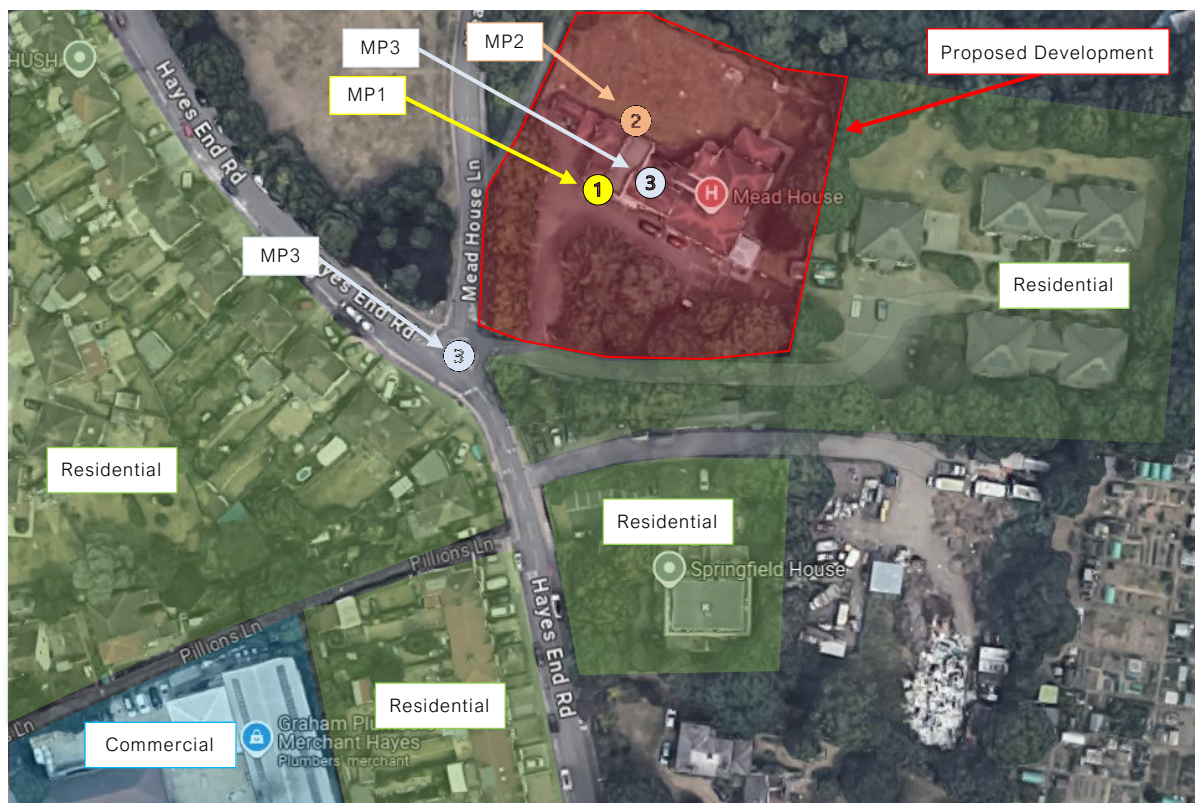 HUSH
Hayes End Rd
MP3
MP2
MP1
Proposed Development
2
1
3
Mead House
Mead House Ln
MP3
yes End Rd
3
Residential
Residential
Residential
Springfield House
Pillions Ln
Hayes End Rd
Pillions Ln
Residential
s Ln
Commercial
Graham Plumbers
Merchant Hayes
Plumbers' merchant